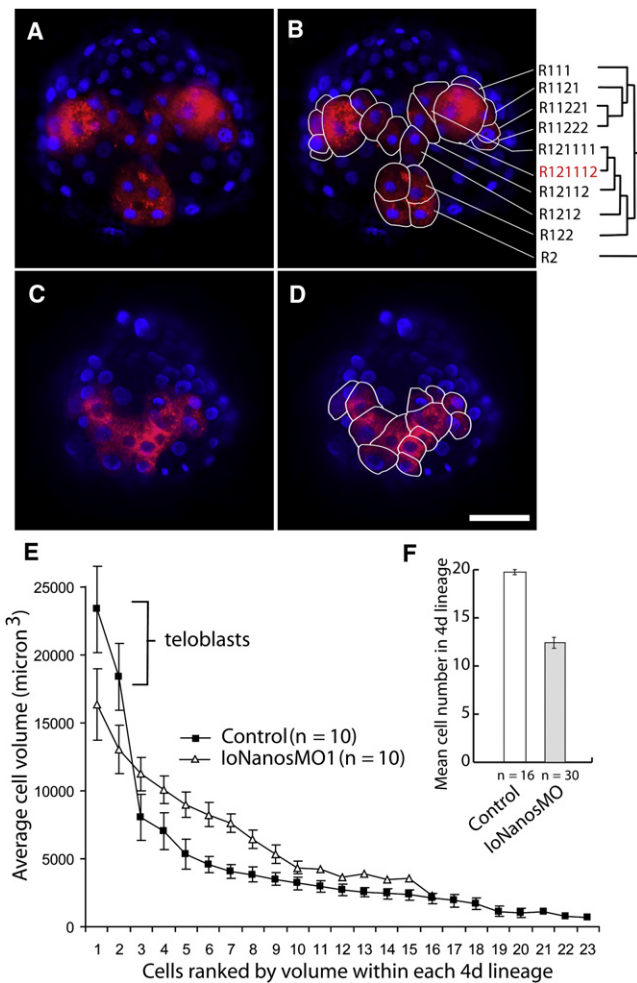 A
B
R111
R1121
R11221
R11222
R121111
R121112
R12112
R1212
R122
R2
C
D
E
F
25000
20000
15000
10000
5000
0
Average cell volume (micron 3)
teloblasts
Control (n = 10)
IoNanosMO1 (n = 10)
1 2 3 4 5 6 7 8 9 10 11 12 13 14 15 16 17 18 19 20 21 22 23
Cells ranked by volume within each 4d lineage
20
15
10
5
0
Mean cell number in 4d lineage
n = 16 n = 30
Control
IoNanosMO